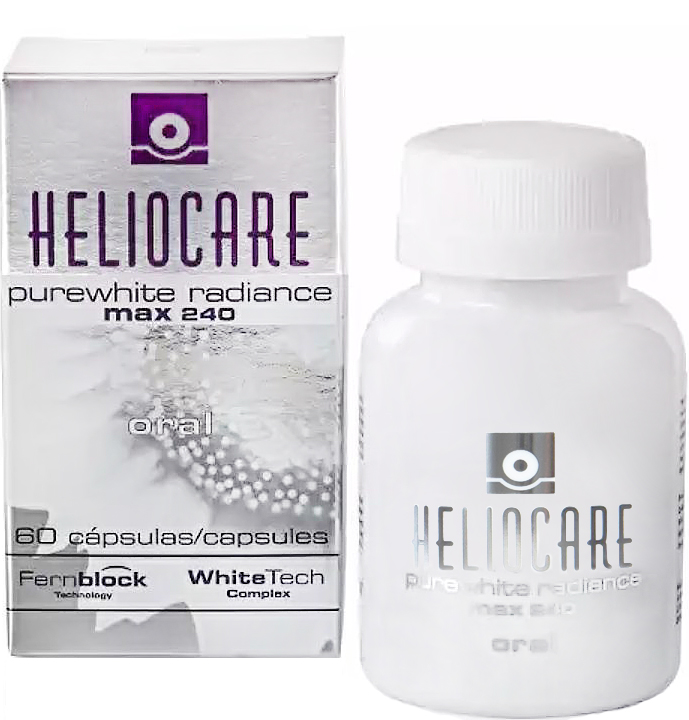 HELIOCARE
purewhite radiance
max 240
oral
60 cápsulas/capsules
Fernblock
Technology
WhiteTech
Complex
HELIOCARE
purewhite radiance
max 240
oral